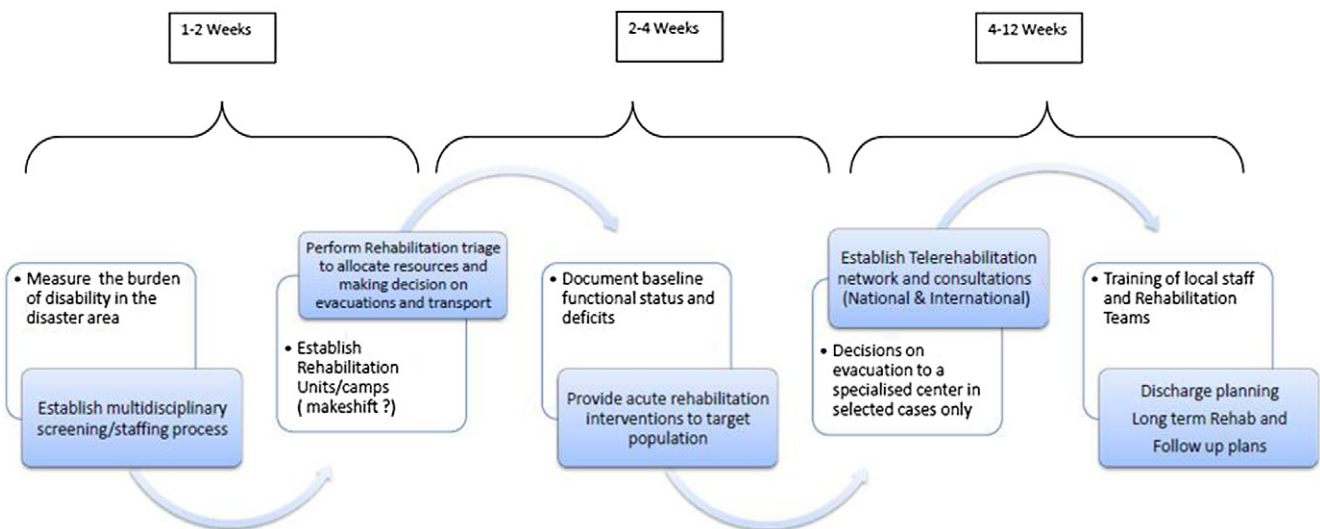 1-2 Weeks
2-4 Weeks
4-12 Weeks
• Measure the burden
of disability in the
disaster area
Establish multidisciplinary
screening/staffing process
Perform Rehabilitation triage
to allocate resources and
making decision on
evacuations and transport
• Establish
Rehabilitation
Units/camps
( makeshift ?)
• Document baseline
functional status and
deficits
Provide acute rehabilitation
interventions to target
population
Establish Telerehabilitation
network and consultations
(National & International)
• Decisions on
evacuation to a
specialised center in
selected cases only
• Training of local staff
and Rehabilitation
Teams
Discharge planning
Long term Rehab and
Follow up plans